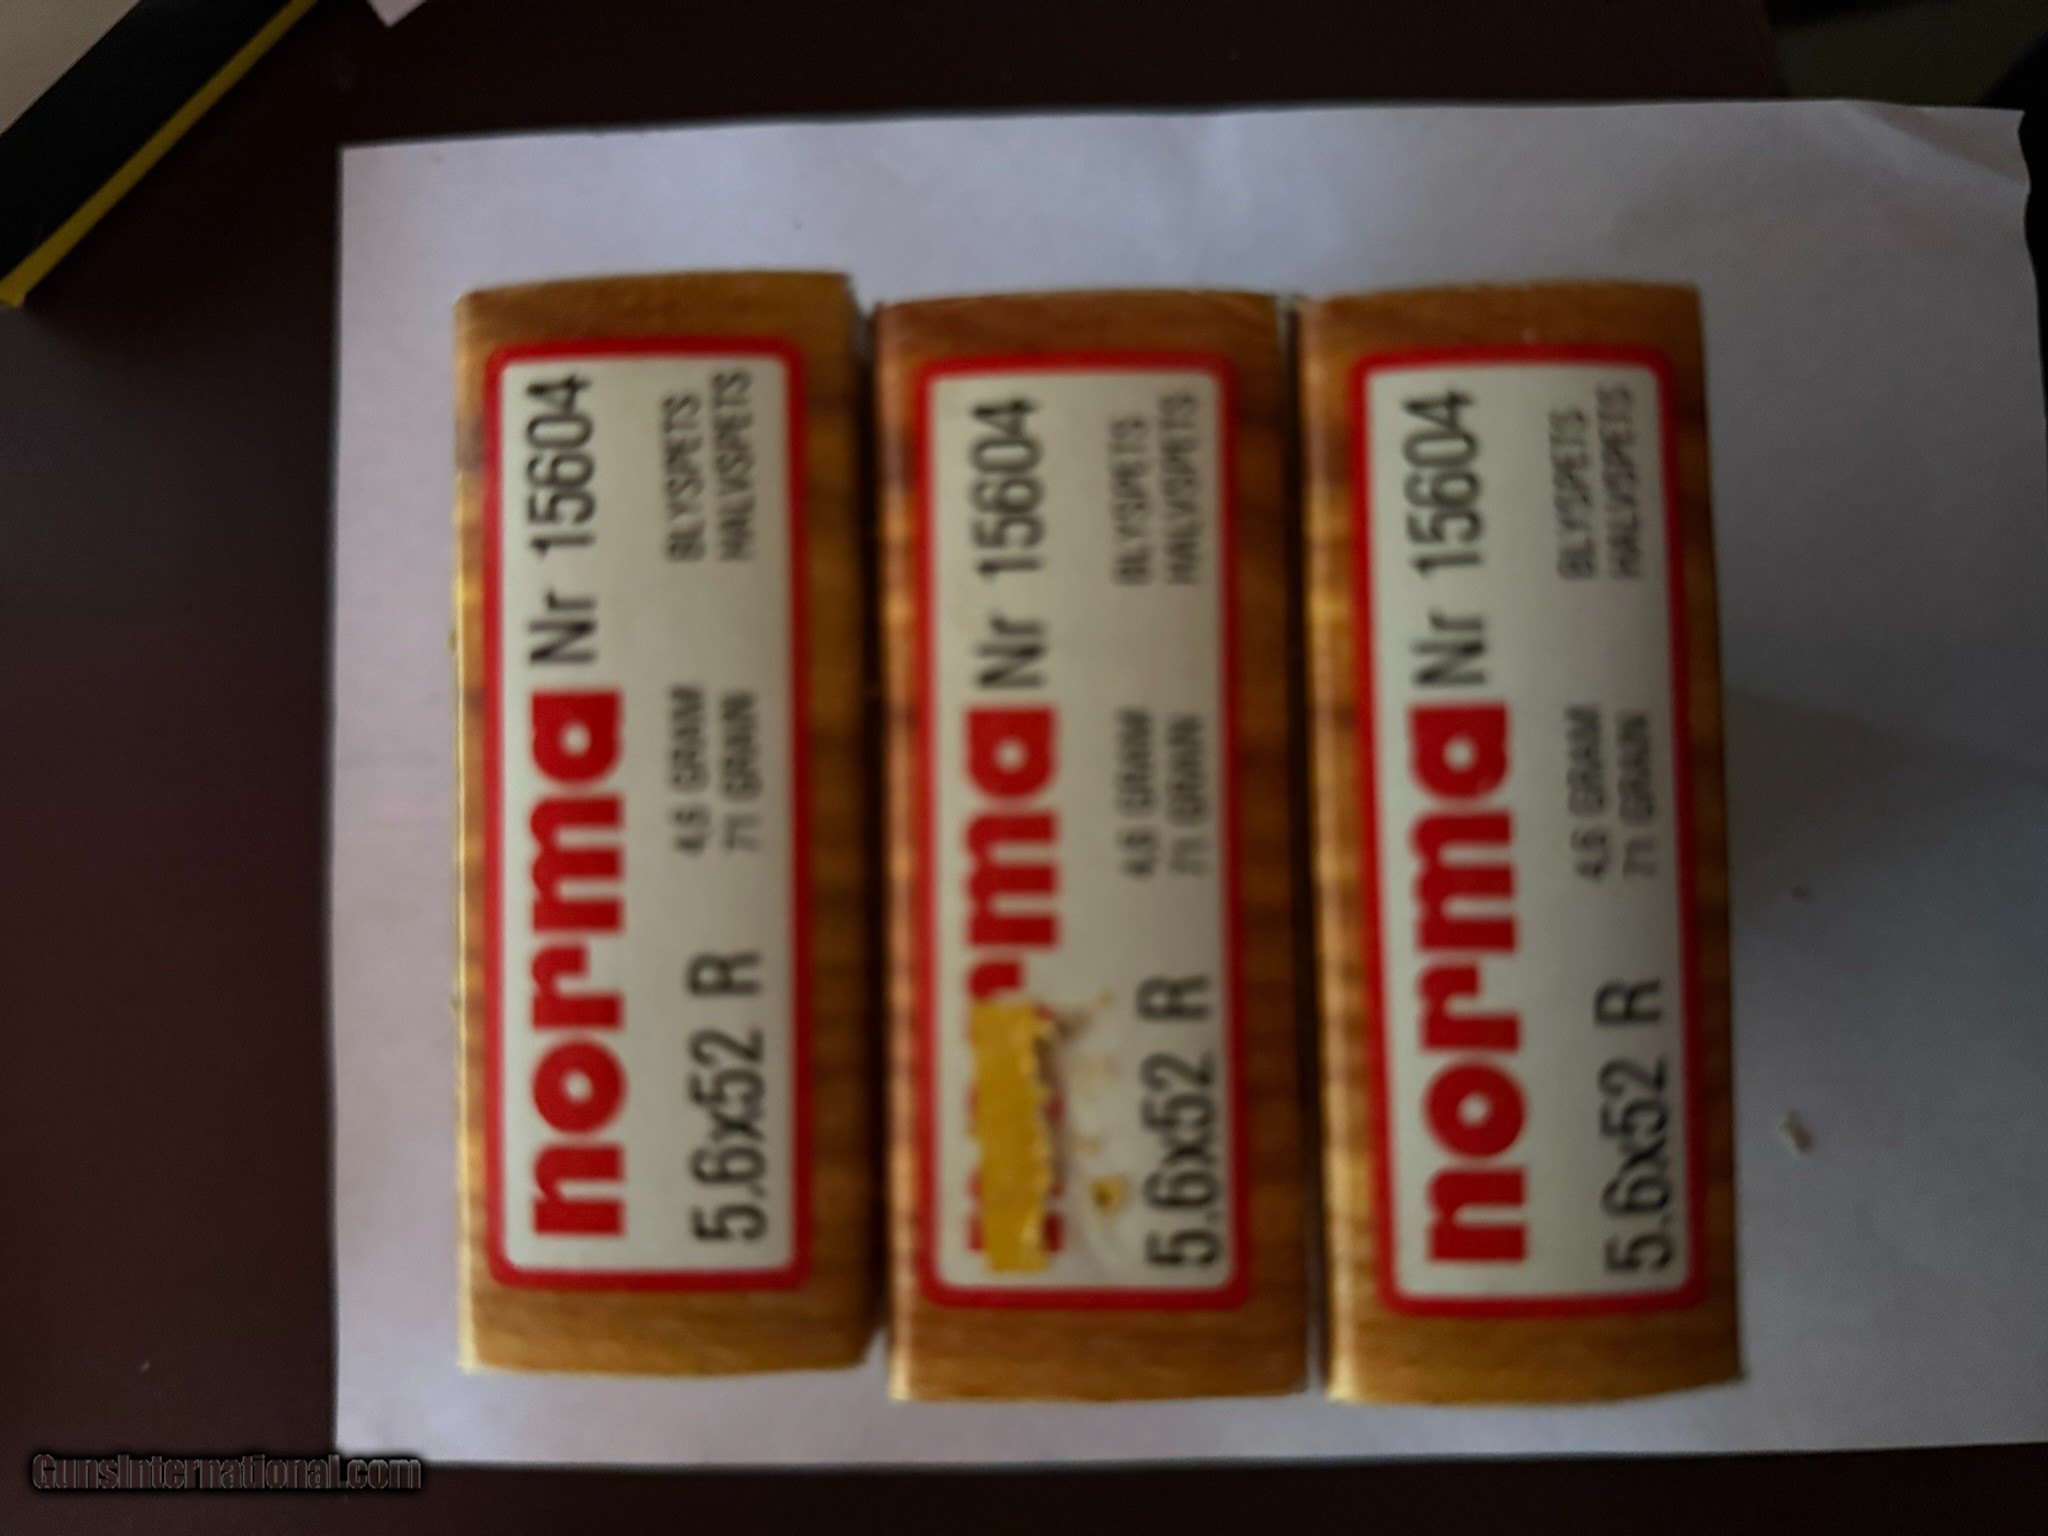 norma Nr 15604
4.6 GRAM BLYSPETS
5.6x52 R 71 GRAIN HALVSPETS
norma Nr 15604
4.6 GRAM BLYSPETS
5.6x52 R 71 GRAIN HALVSPETS
norma Nr 15604
4.6 GRAM BLYSPETS
5.6x52 R 71 GRAIN HALVSPETS
GunsInternational.com